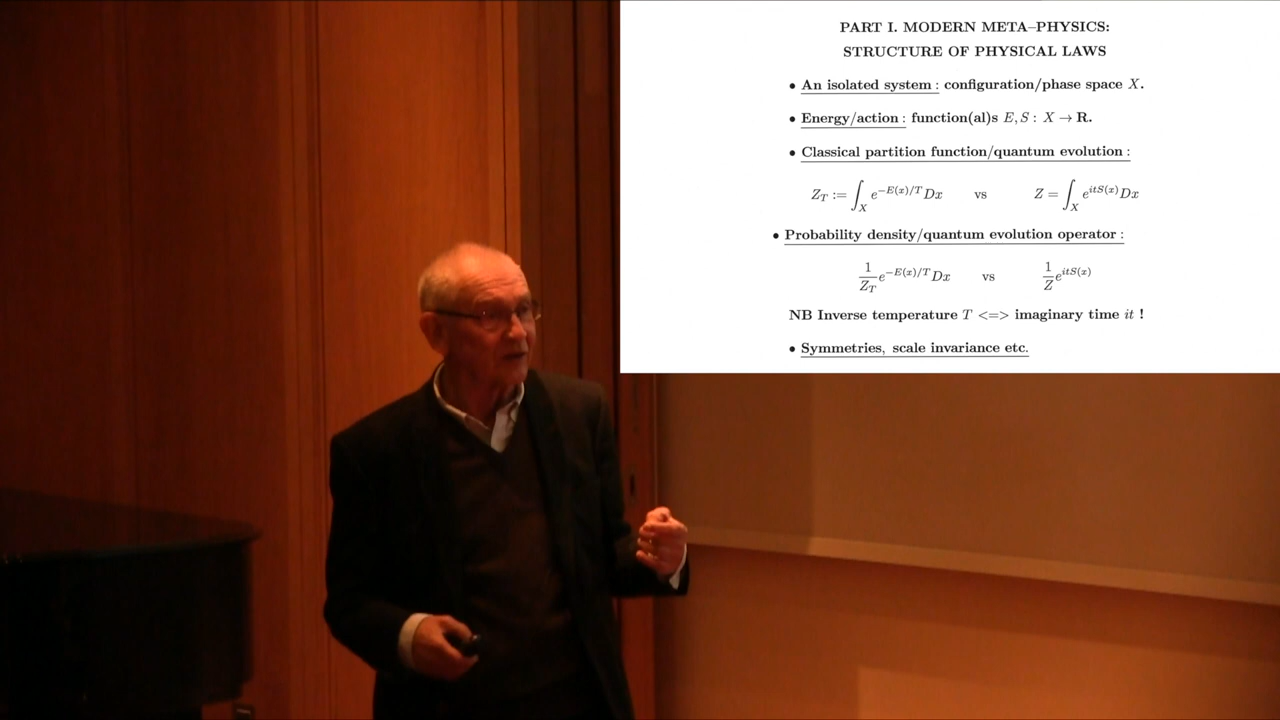 PART I. MODERN META–PHYSICS:
STRUCTURE OF PHYSICAL LAWS
• An isolated system : configuration/phase space X.
• Energy/action : function(al)s E, S : X → R.
• Classical partition function/quantum evolution :
Z_T := ∫_X e^{−E(x)/T} Dx vs Z = ∫_X e^{itS(x)} Dx
• Probability density/quantum evolution operator :
1/Z_T e^{−E(x)/T} Dx vs 1/Z e^{itS(x)}
NB Inverse temperature T <=> imaginary time it !
• Symmetries, scale invariance etc.